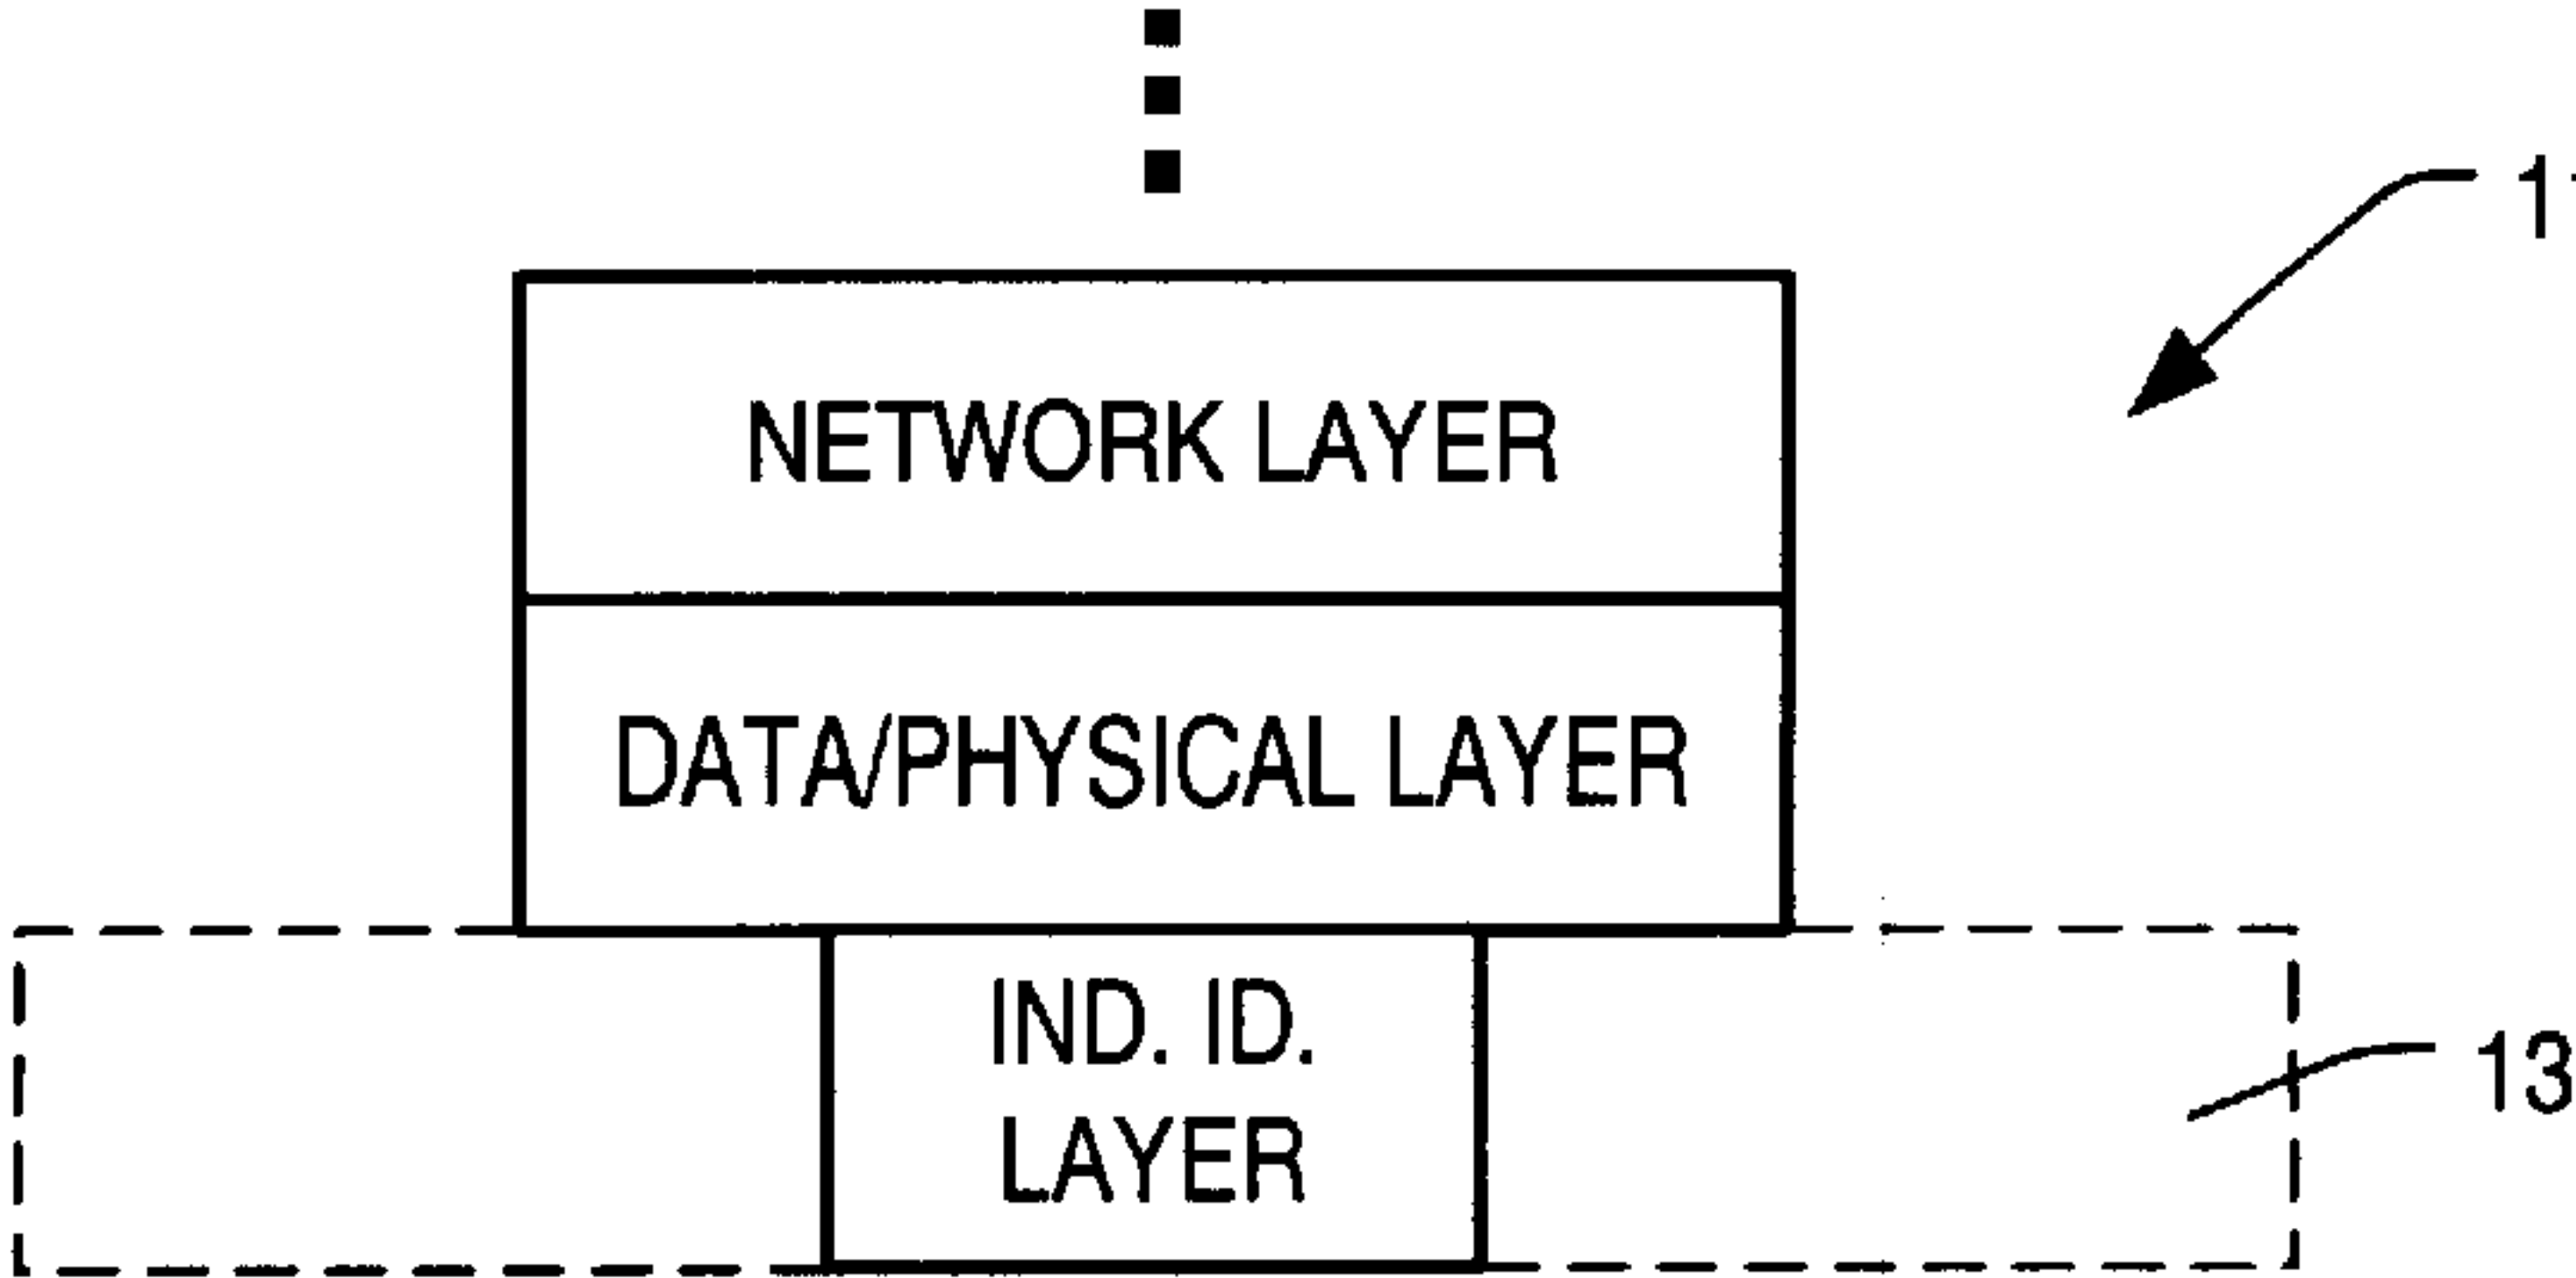 NETWORK LAYER
DATA/PHYSICAL LAYER
IND. ID.
LAYER
13